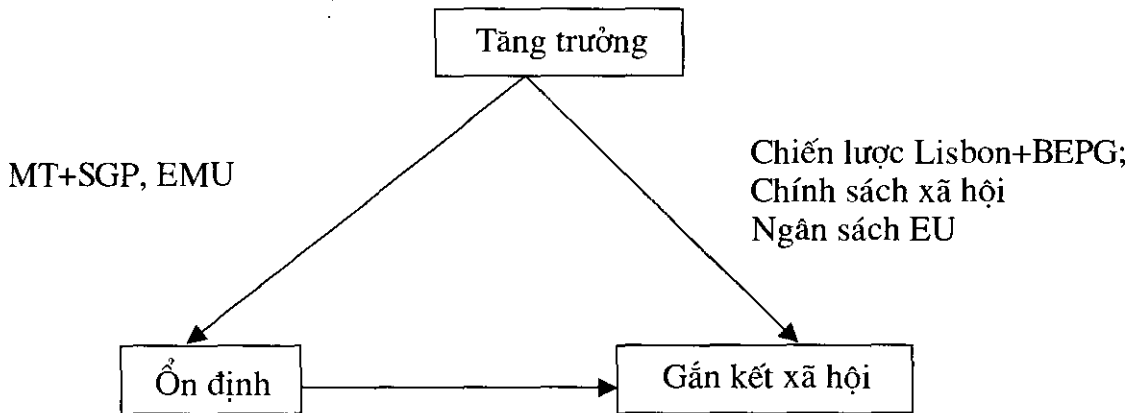 Tăng trưởng
MT+SGP, EMU
Chiến lược Lisbon+BEPG;
Chính sách xã hội
Ngân sách EU
Ổn định
Gắn kết xã hội